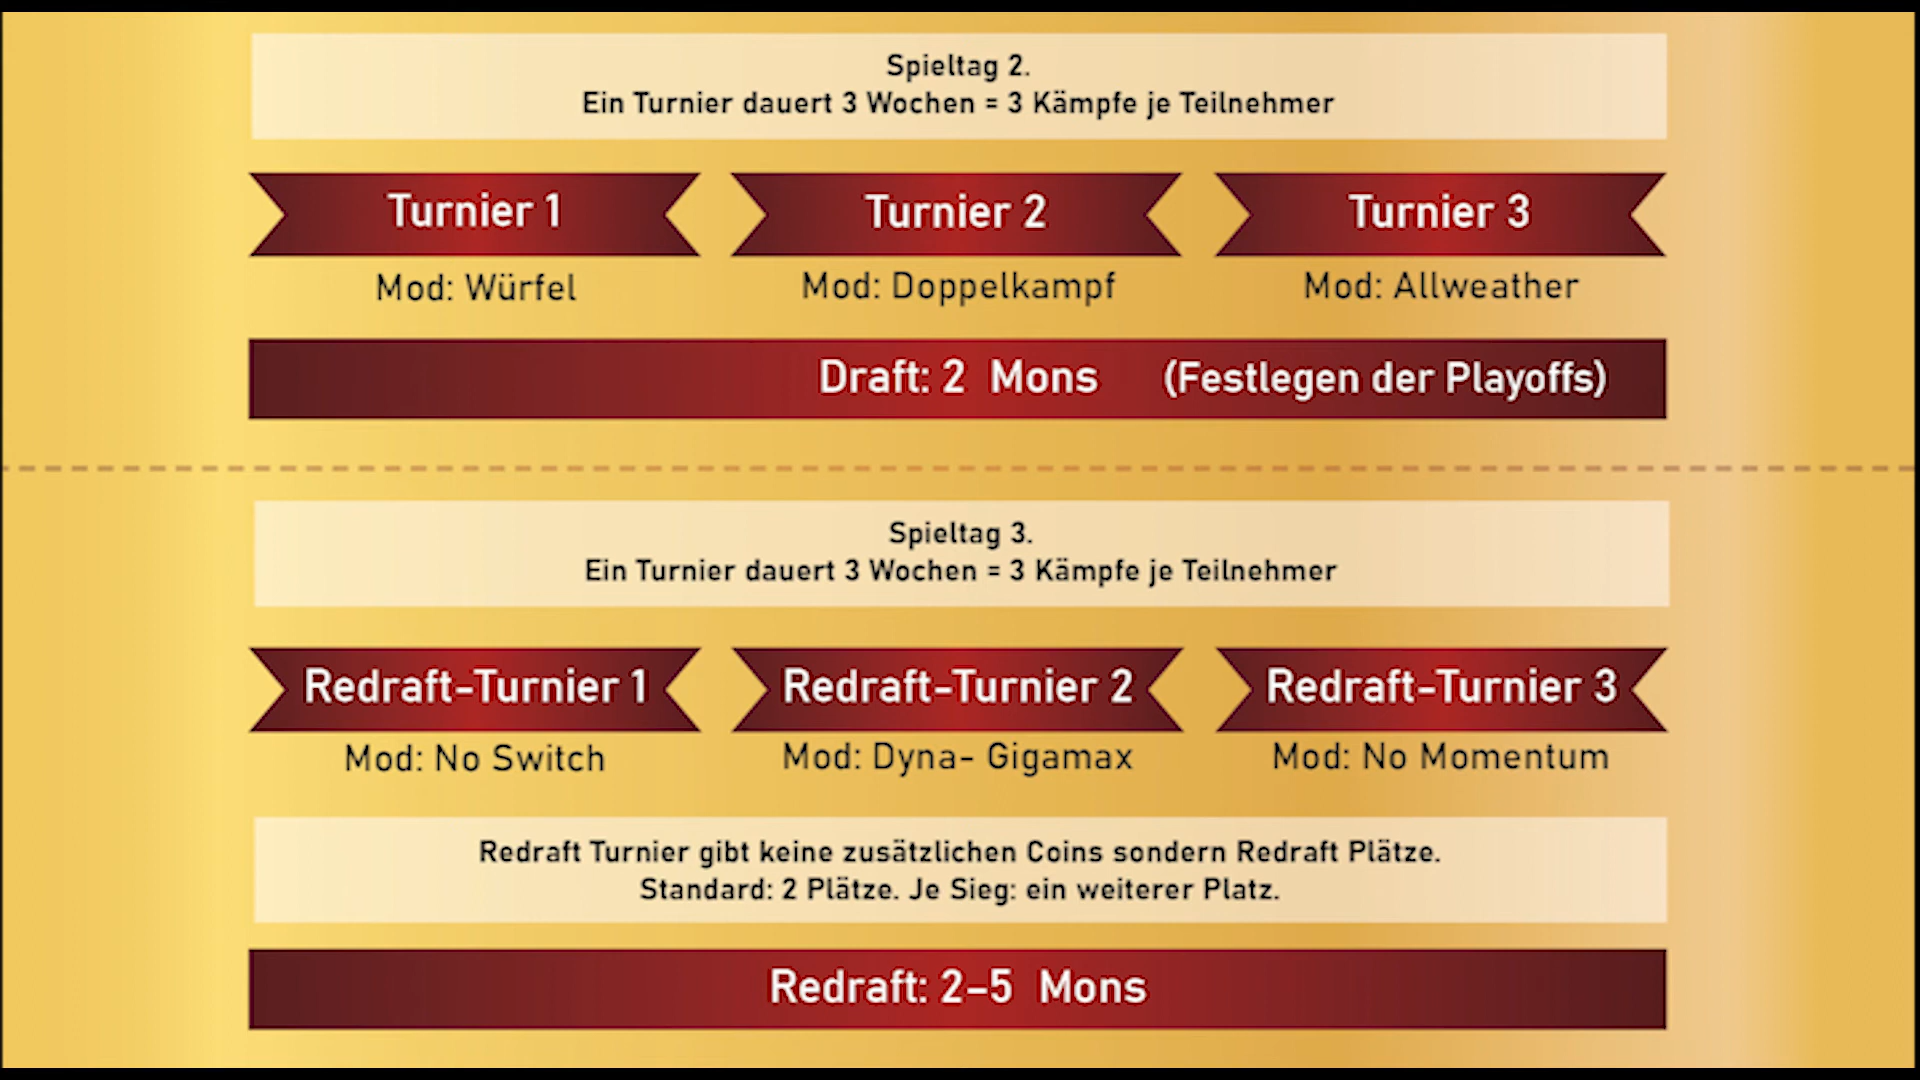 Spieltag 2.
Ein Turnier dauert 3 Wochen = 3 Kämpfe je Teilnehmer
Turnier 1
Turnier 2
Turnier 3
Mod: Würfel
Mod: Doppelkampf
Mod: Allweather
Draft: 2 Mons (Festlegen der Playoffs)
Spieltag 3.
Ein Turnier dauert 3 Wochen = 3 Kämpfe je Teilnehmer
Redraft-Turnier 1
Redraft-Turnier 2
Redraft-Turnier 3
Mod: No Switch
Mod: Dyna- Gigamax
Mod: No Momentum
Redraft Turnier gibt keine zusätzlichen Coins sondern Redraft Plätze.
Standard: 2 Plätze. Je Sieg: ein weiterer Platz.
Redraft: 2-5 Mons